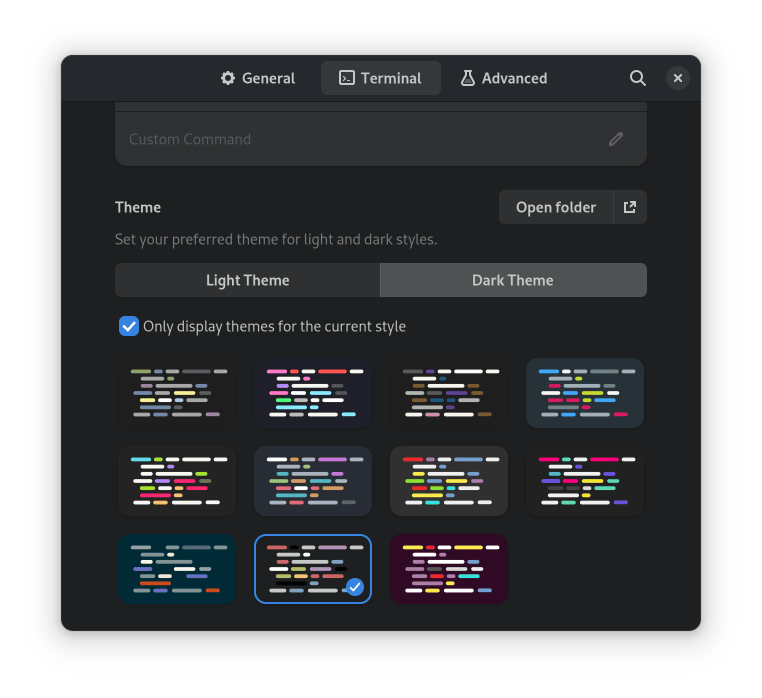 General
Terminal
Advanced
Custom Command
Theme
Open folder
Set your preferred theme for light and dark styles.
Light Theme
Dark Theme
Only display themes for the current style